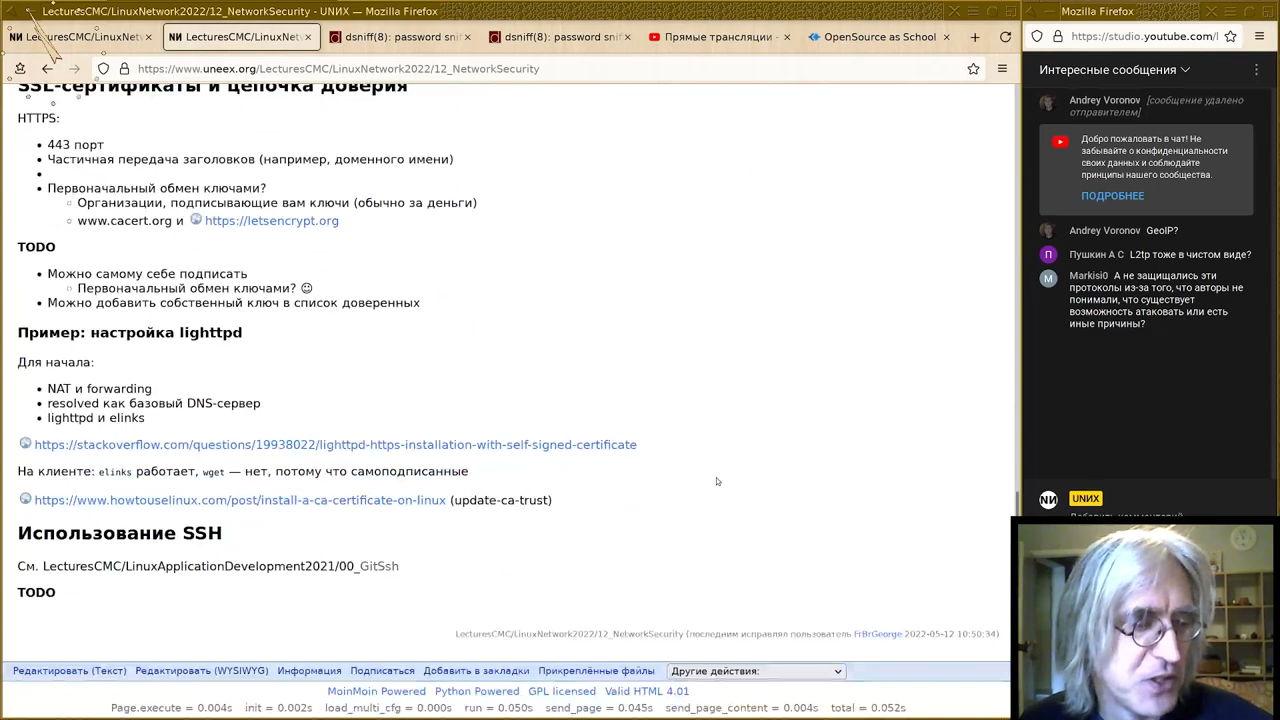 LecturesCMC/LinuxNetwork2022/12_NetworkSecurity - UNИX — Mozilla Firefox
Mozilla Firefox
LecturesCMC/LinuxNetw
LecturesCMC/LinuxNetw
dsniff(8): password snif
dsniff(8): password snif
Прямые трансляции -
OpenSource as School
https://www.uneex.org/LecturesCMC/LinuxNetwork2022/12_NetworkSecurity
https://studio.youtube.com/l
SSL-сертификаты и цепочка доверия
HTTPS:
443 порт
Частичная передача заголовков (например, доменного имени)
Первоначальный обмен ключами?
Организации, подписывающие вам ключи (обычно за деньги)
www.cacert.org и https://letsencrypt.org
TODO
Можно самому себе подписать
Первоначальный обмен ключами? ☺
Можно добавить собственный ключ в список доверенных
Пример: настройка lighttpd
Для начала:
NAT и forwarding
resolved как базовый DNS-сервер
lighttpd и elinks
https://stackoverflow.com/questions/19938022/lighttpd-https-installation-with-self-signed-certificate
На клиенте: elinks работает, wget — нет, потому что самоподписанные
https://www.howtouselinux.com/post/install-a-ca-certificate-on-linux (update-ca-trust)
Использование SSH
См. LecturesCMC/LinuxApplicationDevelopment2021/00_GitSsh
TODO
LecturesCMC/LinuxNetwork2022/12_NetworkSecurity (последним исправлял пользователь FrBrGeorge 2022-05-12 10:50:34)
Редактировать (Текст) Редактировать (WYSIWYG) Информация Подписаться Добавить в закладки Прикреплённые файлы Другие действия:
MoinMoin Powered Python Powered GPL licensed Valid HTML 4.01
Page.execute = 0.004s init = 0.002s load_multi_cfg = 0.000s run = 0.050s send_page = 0.045s send_page_content = 0.004s total = 0.052s
Интересные сообщения
Andrey Voronov [сообщение удалено
отправителем]
Добро пожаловать в чат! Не
забывайте о конфиденциальности
своих данных и соблюдайте
принципы нашего сообщества.
ПОДРОБНЕЕ
Andrey Voronov GeoIP?
П Пушкин А С L2tp тоже в чистом виде?
M Markisi0 А не защищались эти
протоколы из-за того, что авторы не
понимали, что существует
возможность атаковать или есть
иные причины?
NИ UNИX